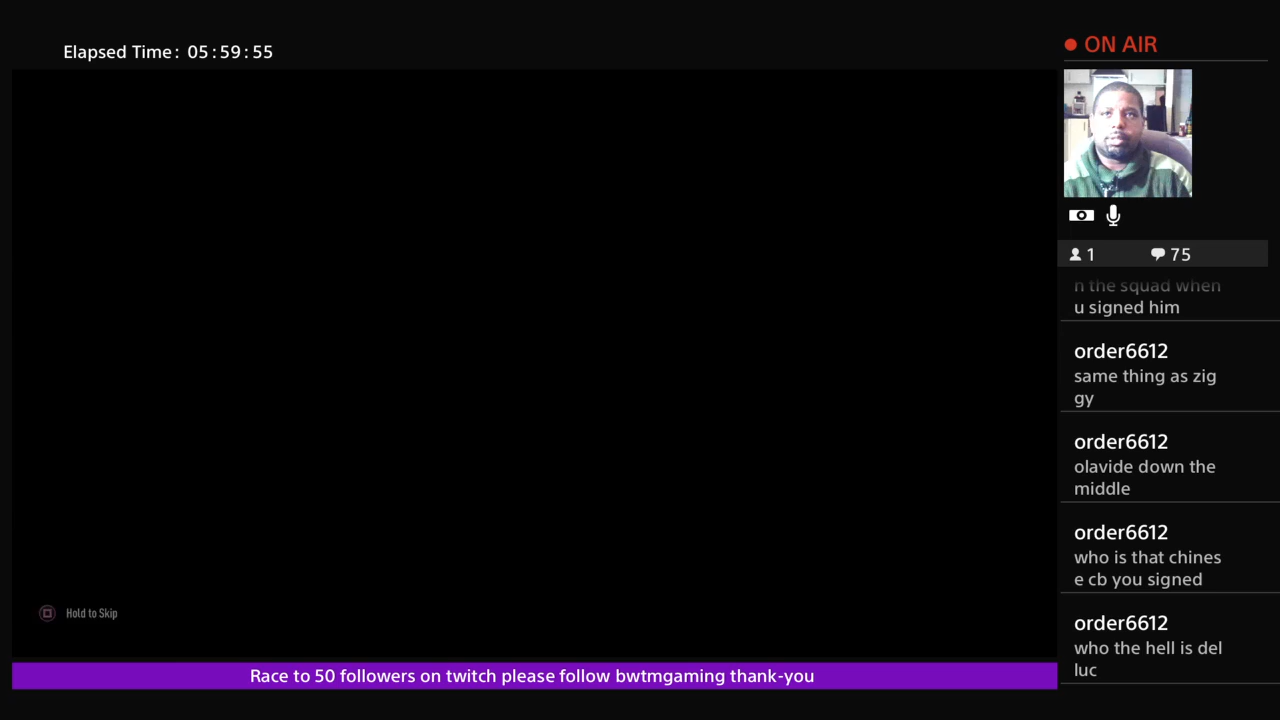 Elapsed Time: 05:59:55
ON AIR
1 75
n the squad when
u signed him
order6612
same thing as zig
gy
order6612
olavide down the
middle
order6612
who is that chines
e cb you signed
order6612
who the hell is del
luc
Hold to Skip
Race to 50 followers on twitch please follow bwtmgaming thank-you